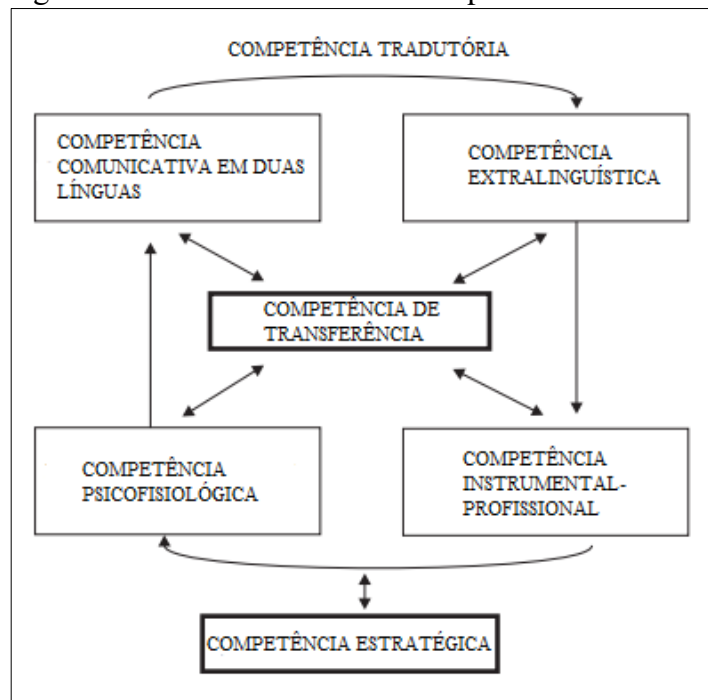 COMPETÊNCIA TRADUTÓRIA
COMPETÊNCIA
COMUNICATIVA EM DUAS
LÍNGUAS
COMPETÊNCIA
EXTRALINGUÍSTICA
COMPETÊNCIA DE
TRANSFERÊNCIA
COMPETÊNCIA
PSICOFISIOLÓGICA
COMPETÊNCIA
INSTRUMENTAL-
PROFISSIONAL
COMPETÊNCIA ESTRATÉGICA